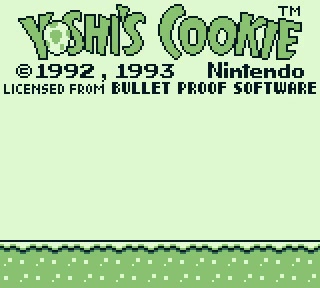 YOSHI'S COOKIE™
©1992, 1993 Nintendo
LICENSED FROM BULLET PROOF SOFTWARE